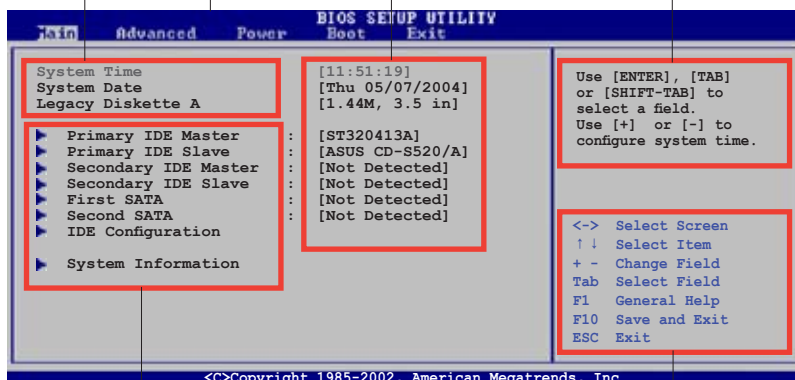 BIOS SETUP UTILITY
Main Advanced Power Boot Exit
System Time [11:51:19]
System Date [Thu 05/07/2004]
Legacy Diskette A [1.44M, 3.5 in]
Primary IDE Master : [ST320413A]
Primary IDE Slave : [ASUS CD-S520/A]
Secondary IDE Master : [Not Detected]
Secondary IDE Slave : [Not Detected]
First SATA : [Not Detected]
Second SATA : [Not Detected]
IDE Configuration
System Information
Use [ENTER], [TAB]
or [SHIFT-TAB] to
select a field.
Use [+] or [-] to
configure system time.
<-> Select Screen
↑↓ Select Item
+ - Change Field
Tab Select Field
F1 General Help
F10 Save and Exit
ESC Exit
<C>Copyright 1985-2002, American Megatrends, Inc